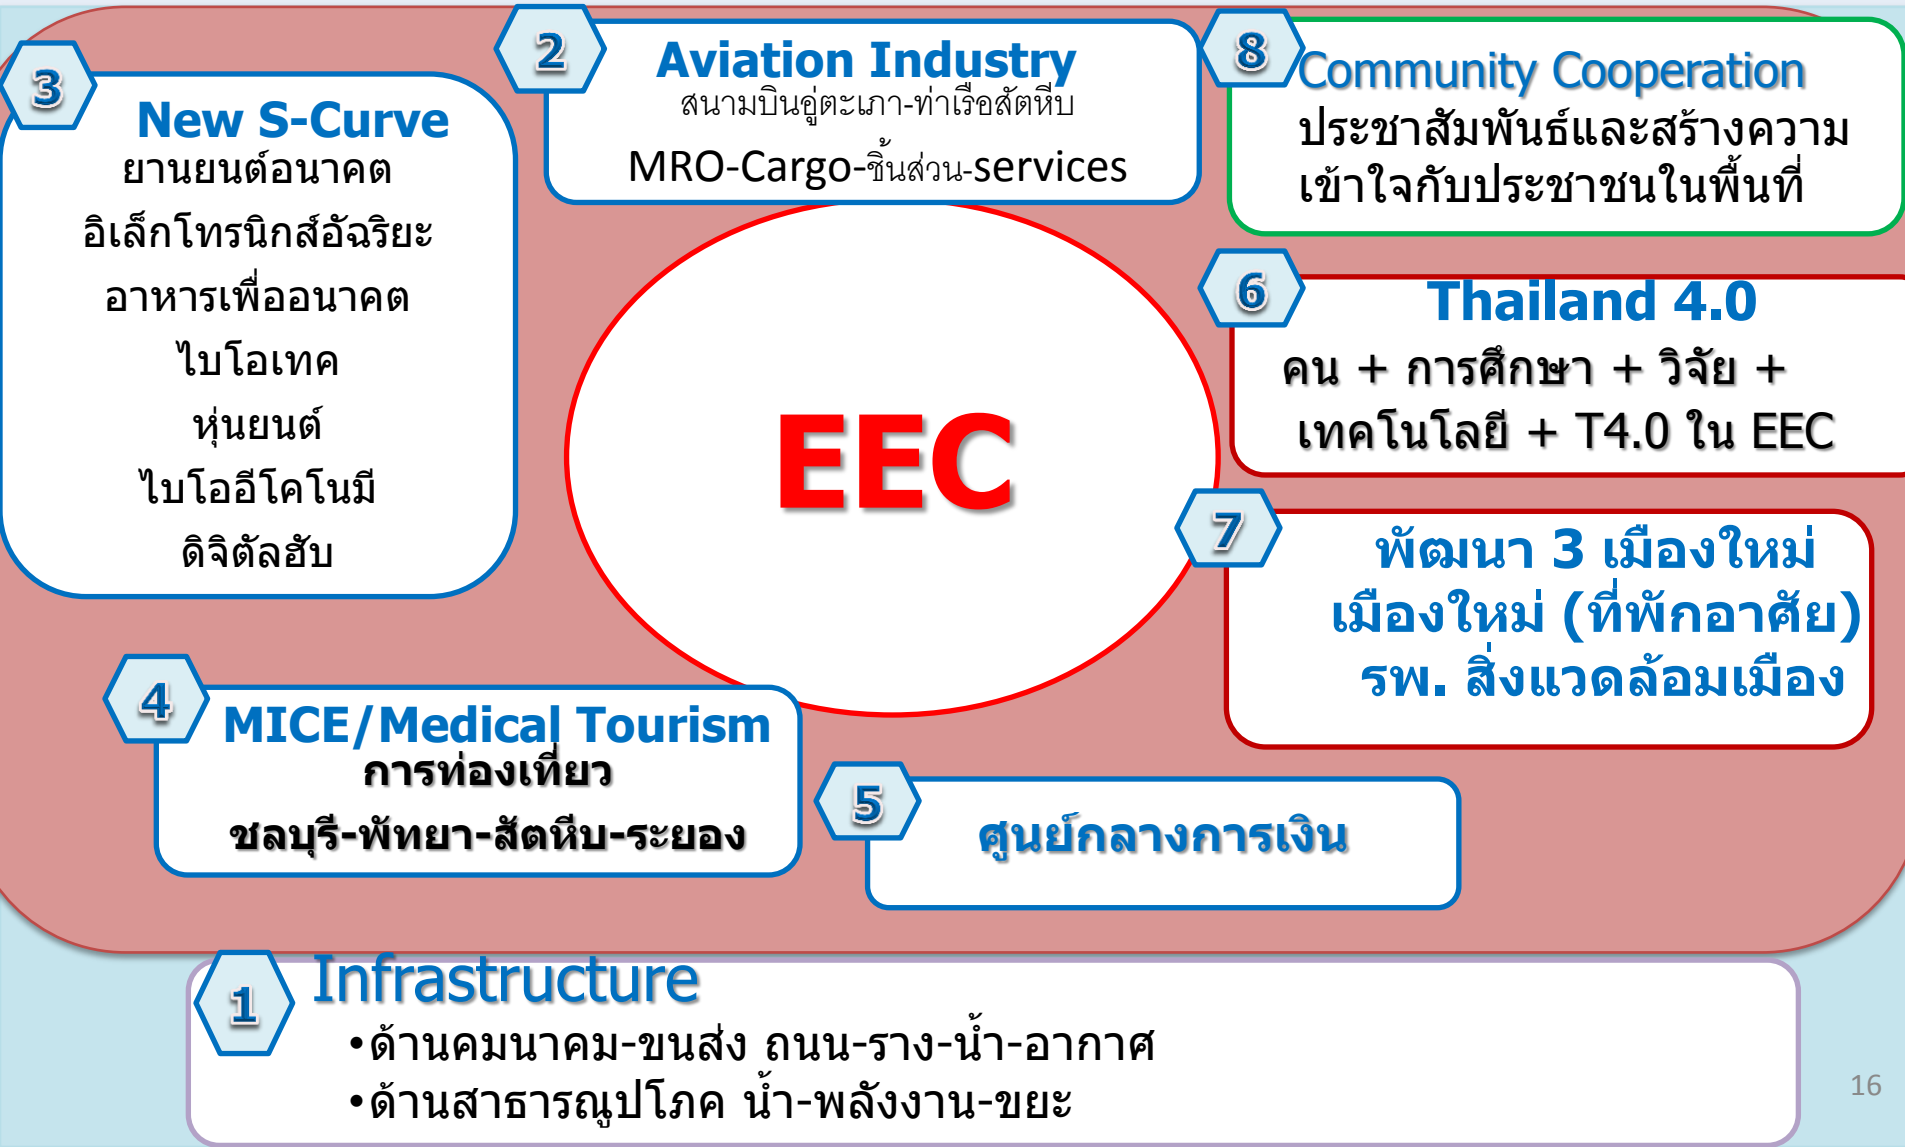 3
New S-Curve
ยานยนต์อนาคต
อิเล็กโทรนิกส์อัฉริยะ
อาหารเพื่ออนาคต
ไบโอเทค
หุ่นยนต์
ไบโออีโคโนมี
ดิจิตัลฮับ
2
Aviation Industry
สนามบินอู่ตะเภา-ท่าเรือสัตหีบ
MRO-Cargo-ชิ้นส่วน-services
8
Community Cooperation
ประชาสัมพันธ์และสร้างความ
เข้าใจกับประชาชนในพื้นที่
6
Thailand 4.0
คน + การศึกษา + วิจัย +
เทคโนโลยี + T4.0 ใน EEC
EEC
7
พัฒนา 3 เมืองใหม่
เมืองใหม่ (ที่พักอาศัย)
รพ. สิ่งแวดล้อมเมือง
4
MICE/Medical Tourism
การท่องเที่ยว
ชลบุรี-พัทยา-สัตหีบ-ระยอง
5
ศูนย์กลางการเงิน
1
Infrastructure
•ด้านคมนาคม-ขนส่ง ถนน-ราง-น้ำ-อากาศ
•ด้านสาธารณูปโภค น้ำ-พลังงาน-ขยะ
16